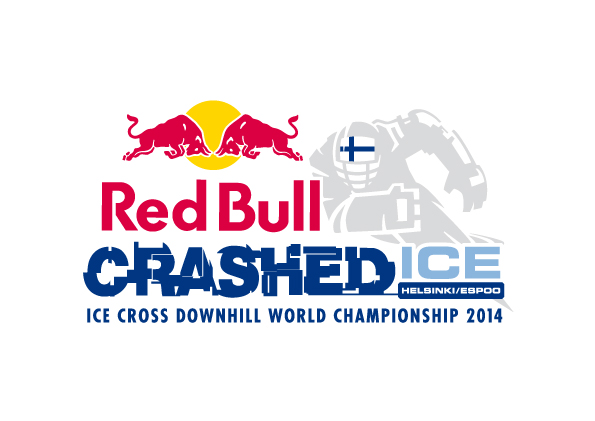 Red Bull
CRASHED ICE
HELSINKI/ESPOO
ICE CROSS DOWNHILL WORLD CHAMPIONSHIP 2014